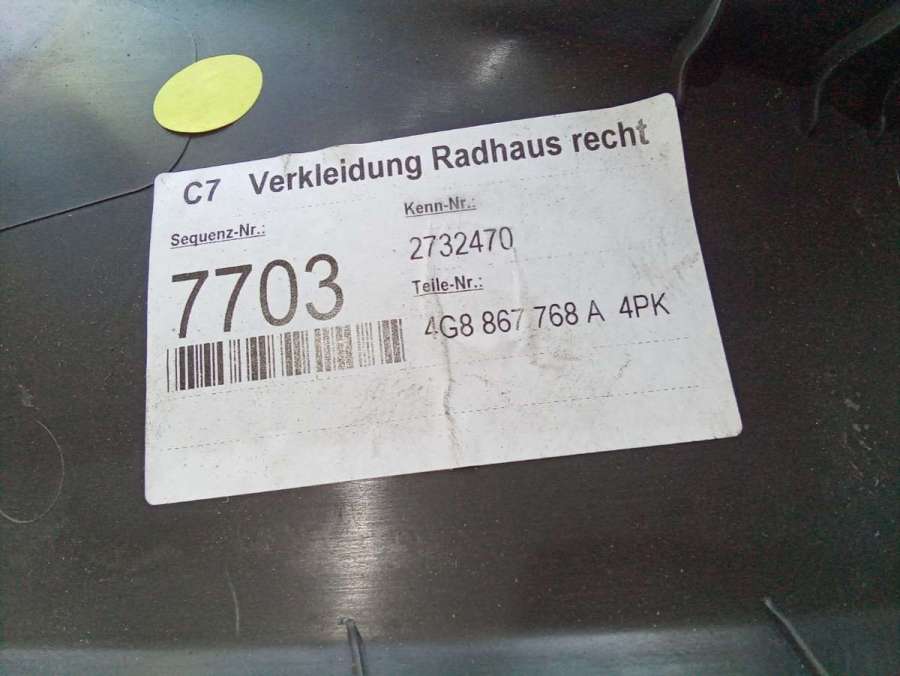 C7 Verkleidung Radhaus recht
Sequenz-Nr.:
7703
Kenn-Nr.:
2732470
Teile-Nr.:
4G8 867 768 A 4PK